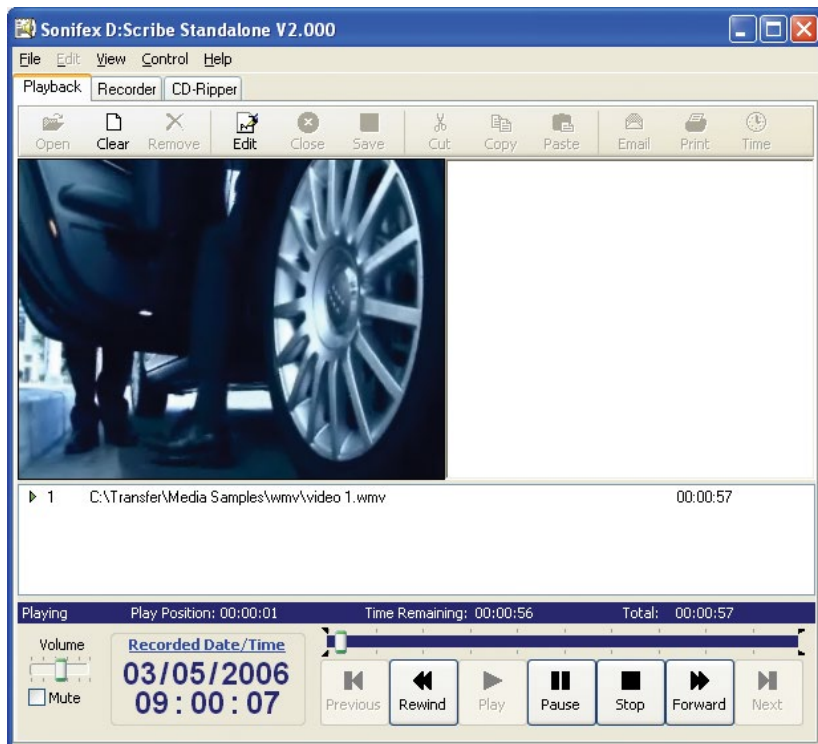 Sonifex D:Scribe Standalone V2.000
File Edit View Control Help
Playback Recorder CD-Ripper
Open Clear Remove Edit Close Save Cut Copy Paste Email Print Time
1 C:\Transfer\Media Samples\wmv\video 1.wmv 00:00:57
Playing Play Position: 00:00:01 Time Remaining: 00:00:56 Total: 00:00:57
Volume
Mute
Recorded Date/Time
03/05/2006
09 : 00 : 07
Previous Rewind Play Pause Stop Forward Next